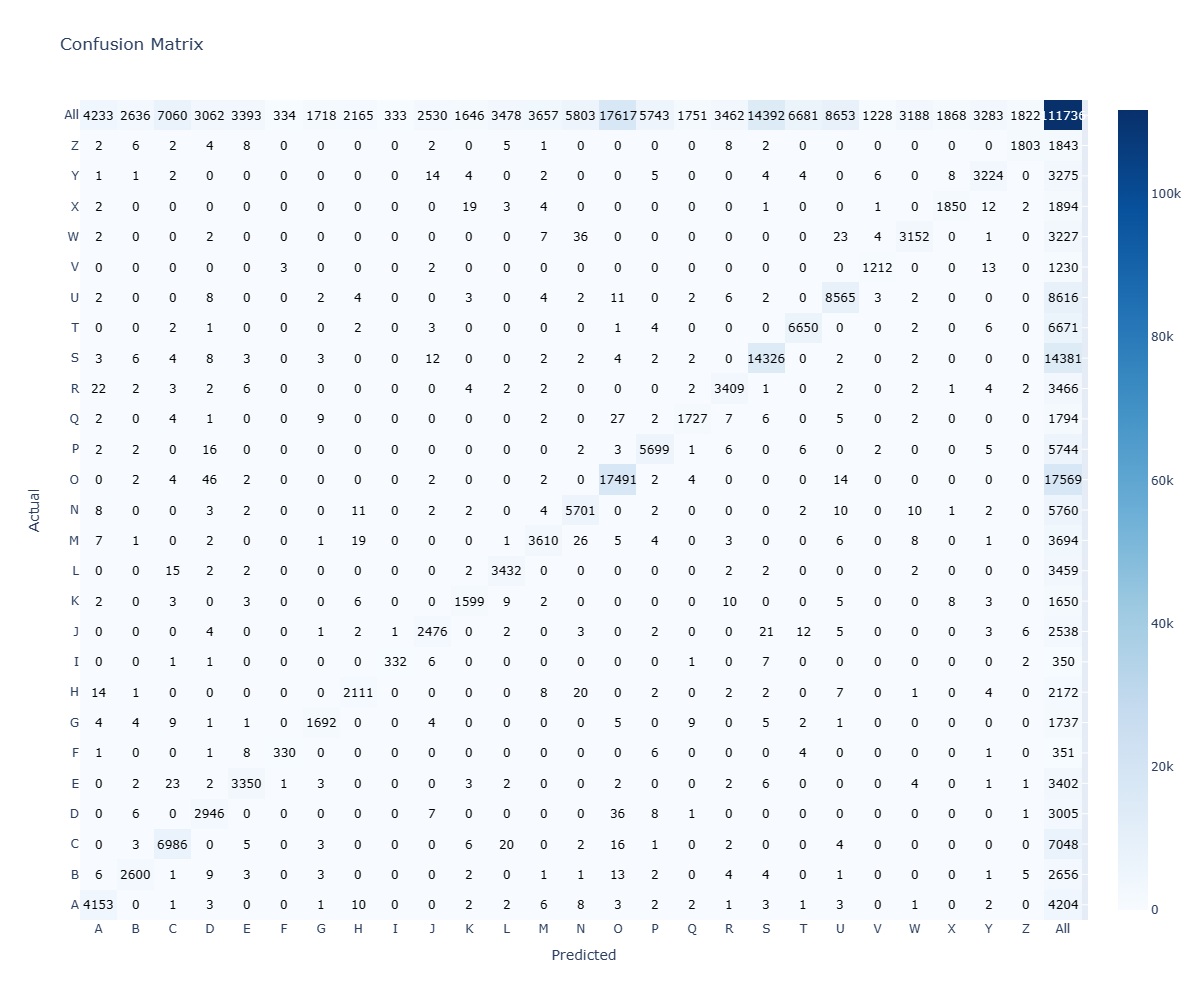 Confusion Matrix
All 4233 2636 7060 3062 3393 334 1718 2165 333 2530 1646 3478 3657 5803 17617 5743 1751 3462 14392 6681 8653 1228 3188 1868 3283 1822 111736
Z 2 6 2 4 8 0 0 0 0 2 0 5 1 0 0 0 0 8 2 0 0 0 0 0 0 1803 1843
Y 1 1 2 0 0 0 0 0 0 14 4 0 2 0 0 5 0 0 4 4 0 6 0 8 3224 0 3275
X 2 0 0 0 0 0 0 0 0 0 19 3 4 0 0 0 0 0 1 0 0 1 0 1850 12 2 1894
W 2 0 0 2 0 0 0 0 0 0 0 0 7 36 0 0 0 0 0 0 23 4 3152 0 1 0 3227
V 0 0 0 0 0 3 0 0 0 2 0 0 0 0 0 0 0 0 0 0 0 1212 0 0 13 0 1230
U 2 0 0 8 0 0 2 4 0 0 3 0 4 2 11 0 2 6 2 0 8565 3 2 0 0 0 8616
T 0 0 2 1 0 0 0 2 0 3 0 0 0 0 1 4 0 0 0 6650 0 0 2 0 6 0 6671
S 3 6 4 8 3 0 3 0 0 12 0 0 2 2 4 2 2 0 14326 0 2 0 2 0 0 0 14381
R 22 2 3 2 6 0 0 0 0 0 4 2 2 0 0 0 2 3409 1 0 2 0 2 1 4 2 3466
Q 2 0 4 1 0 0 9 0 0 0 0 0 2 0 27 2 1727 7 6 0 5 0 2 0 0 0 1794
P 2 2 0 16 0 0 0 0 0 0 0 0 0 2 3 5699 1 6 0 6 0 2 0 0 5 0 5744
O 0 2 4 46 2 0 0 0 0 2 0 0 2 0 17491 2 4 0 0 0 14 0 0 0 0 0 17569
N 8 0 0 3 2 0 0 11 0 2 2 0 4 5701 0 2 0 0 0 2 10 0 10 1 2 0 5760
M 7 1 0 2 0 0 1 19 0 0 0 1 3610 26 5 4 0 3 0 0 6 0 8 0 1 0 3694
L 0 0 15 2 2 0 0 0 0 0 2 3432 0 0 0 0 0 2 2 0 0 0 2 0 0 0 3459
K 2 0 3 0 3 0 0 6 0 0 1599 9 2 0 0 0 0 10 0 0 5 0 0 8 3 0 1650
J 0 0 0 4 0 0 1 2 1 2476 0 2 0 3 0 2 0 0 21 12 5 0 0 0 3 6 2538
I 0 0 1 1 0 0 0 0 332 6 0 0 0 0 0 0 1 0 7 0 0 0 0 0 0 2 350
H 14 1 0 0 0 0 0 2111 0 0 0 0 8 20 0 2 0 2 2 0 7 0 1 0 4 0 2172
G 4 4 9 1 1 0 1692 0 0 4 0 0 0 0 5 0 9 0 5 2 1 0 0 0 0 0 1737
F 1 0 0 1 8 330 0 0 0 0 0 0 0 0 0 6 0 0 0 4 0 0 0 0 1 0 351
E 0 2 23 2 3350 1 3 0 0 0 3 2 0 0 2 0 0 2 6 0 0 0 4 0 1 1 3402
D 0 6 0 2946 0 0 0 0 0 7 0 0 0 0 36 8 1 0 0 0 0 0 0 0 0 1 3005
C 0 3 6986 0 5 0 3 0 0 0 6 20 0 2 16 1 0 2 0 0 4 0 0 0 0 0 7048
B 6 2600 1 9 3 0 3 0 0 0 2 0 1 1 13 2 0 4 4 0 1 0 0 0 1 5 2656
A 4153 0 1 3 0 0 1 10 0 0 2 2 6 8 3 2 2 1 3 1 3 0 1 0 2 0 4204
A B C D E F G H I J K L M N O P Q R S T U V W X Y Z All
Predicted
Actual
100k
80k
60k
40k
20k
0